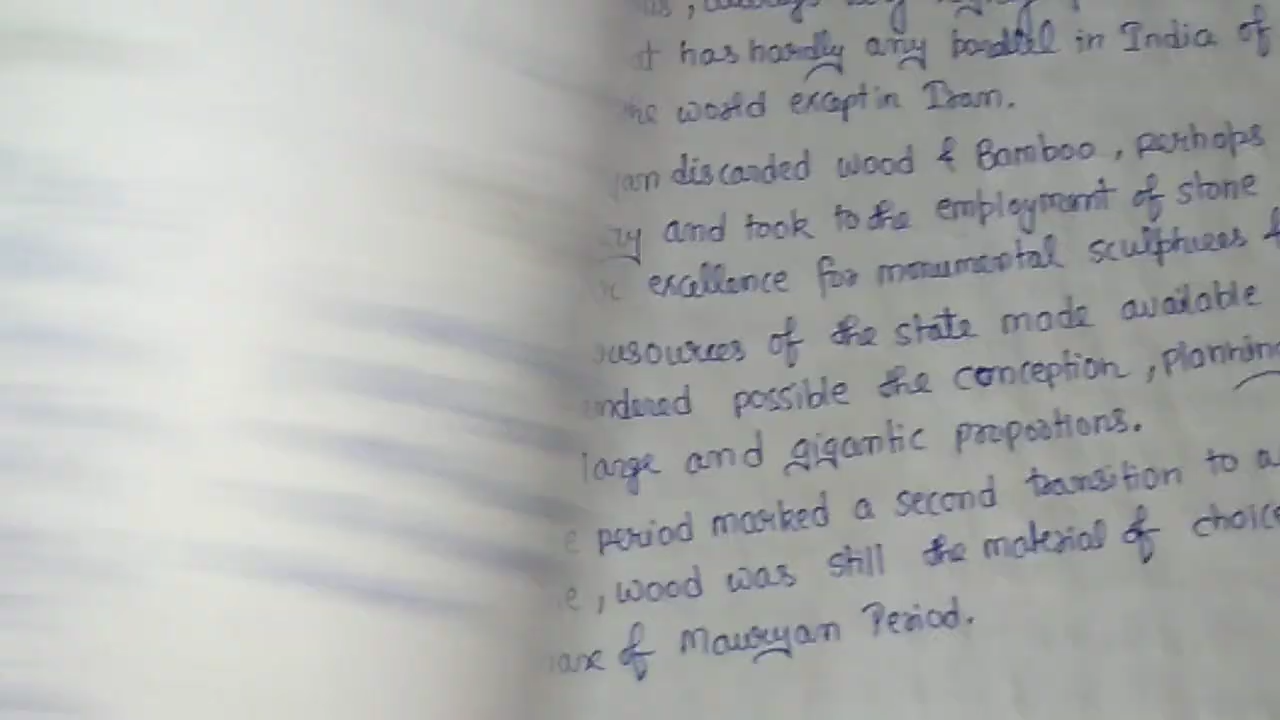 has hardly any parallel in India of
the world except in Iran.
discarded wood & Bamboo, perhaps
and took to the employment of stone
excellence for monumental sculptures &
resources of the state made available
possible the conception, planning
large and gigantic proportions.
period marked a second transition to a
, wood was still the material of choice
of Mauryan Period.